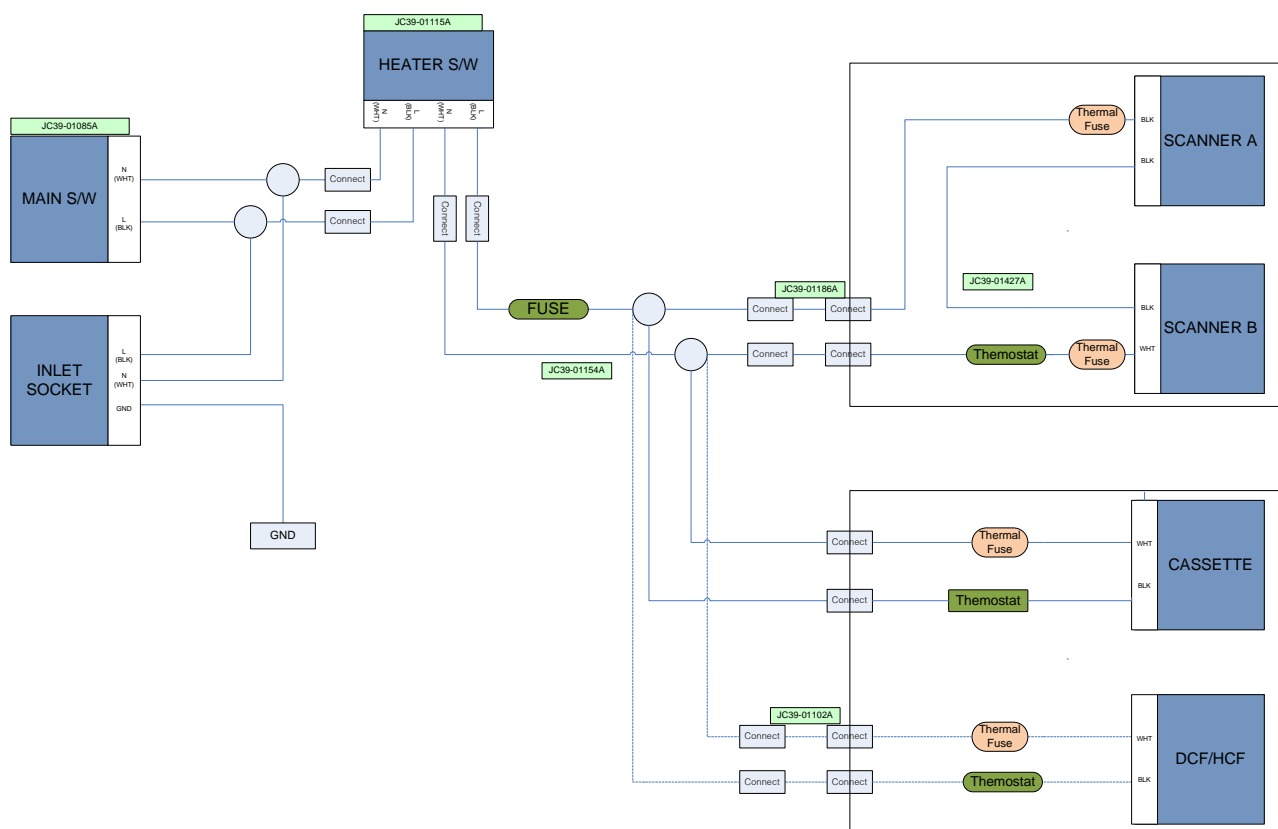 JC39-01115A
HEATER S/W
N
(WHT)
L
(BLK)
N
(WHT)
L
(BLK)
JC39-01085A
MAIN S/W
N
(WHT)
L
(BLK)
Connect
Connect
Connect
Connect
INLET
SOCKET
L
(BLK)
N
(WHT)
GND
GND
FUSE
JC39-01154A
JC39-01186A
Connect
Connect
Connect
Connect
Thermal
Fuse
BLK
BLK
SCANNER A
JC39-01427A
BLK
WHT
SCANNER B
Themostat
Thermal
Fuse
Connect
Thermal
Fuse
WHT
BLK
CASSETTE
Connect
Themostat
JC39-01102A
Connect
Connect
Thermal
Fuse
WHT
BLK
DCF/HCF
Connect
Connect
Themostat